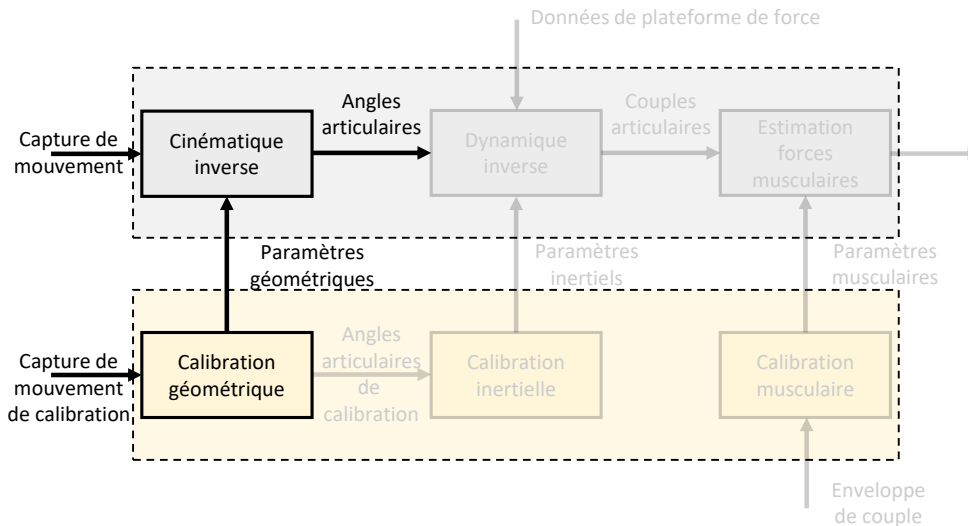 Données de plateforme de force
Capture de
mouvement
Cinématique
inverse
Angles
articulaires
Dynamique
inverse
Couples
articulaires
Estimation
forces
musculaires
Paramètres
géométriques
Paramètres
inertiels
Paramètres
musculaires
Capture de
mouvement
de calibration
Calibration
géométrique
Angles
articulaires
de
calibration
Calibration
inertielle
Calibration
musculaire
Enveloppe
de couple